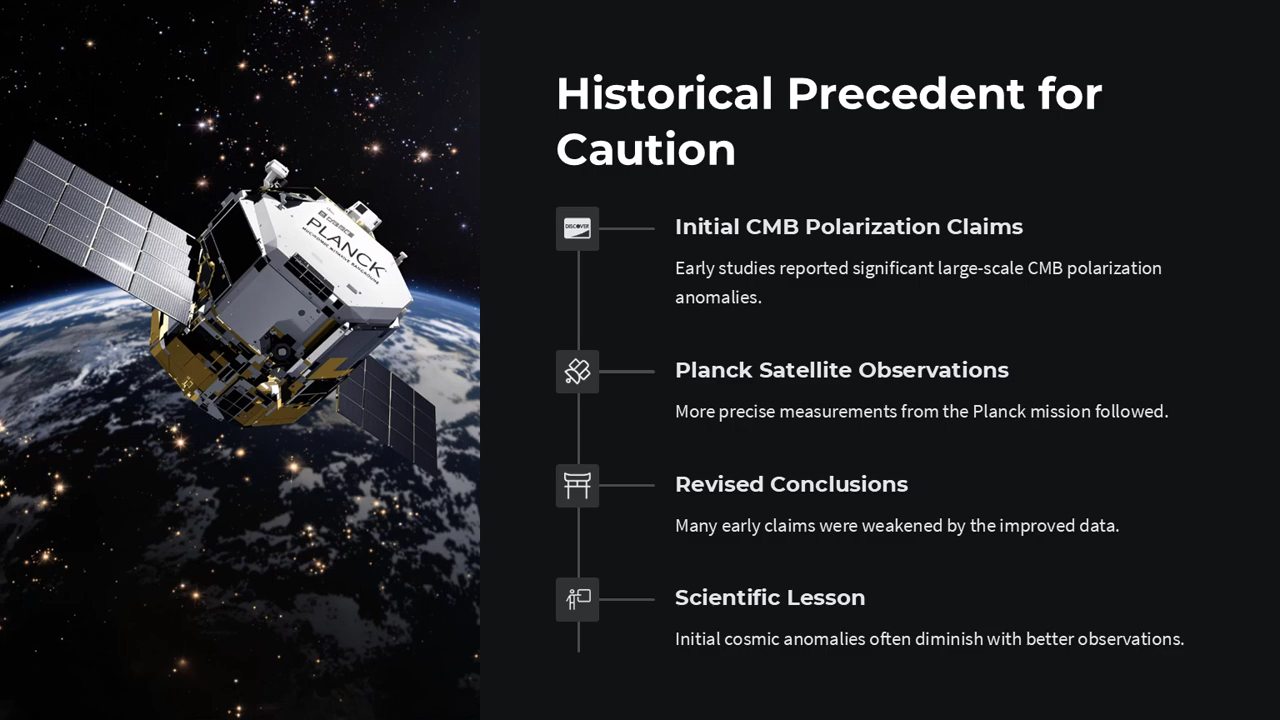 Historical Precedent for
Caution
DISCOVER
Initial CMB Polarization Claims
Early studies reported significant large-scale CMB polarization
anomalies.
Planck Satellite Observations
More precise measurements from the Planck mission followed.
Revised Conclusions
Many early claims were weakened by the improved data.
Scientific Lesson
Initial cosmic anomalies often diminish with better observations.
PLANCK